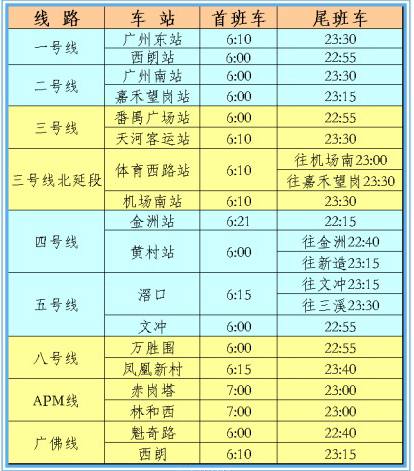 线 路 车 站 首班车 尾班车
一号线 广州东站 6:10 23:30
西朗站 6:00 22:55
二号线 广州南站 6:00 23:30
嘉禾望岗站 6:00 23:15
三号线 番禺广场站 6:00 22:55
天河客运站 6:10 23:30
三号线北延段 体育西路站 6:10 往机场南23:00
往嘉禾望岗23:30
机场南站 6:10 23:30
四号线 金洲站 6:21 22:15
黄村站 6:00 往金洲22:40
往新造23:15
五号线 滘口 6:15 往文冲23:15
往三溪23:30
文冲 6:00 22:55
八号线 万胜围 6:00 22:55
凤凰新村 6:15 23:40
APM线 赤岗塔 7:00 23:00
林和西 7:00 23:00
广佛线 魁奇路 6:00 22:40
西朗 6:10 23:15